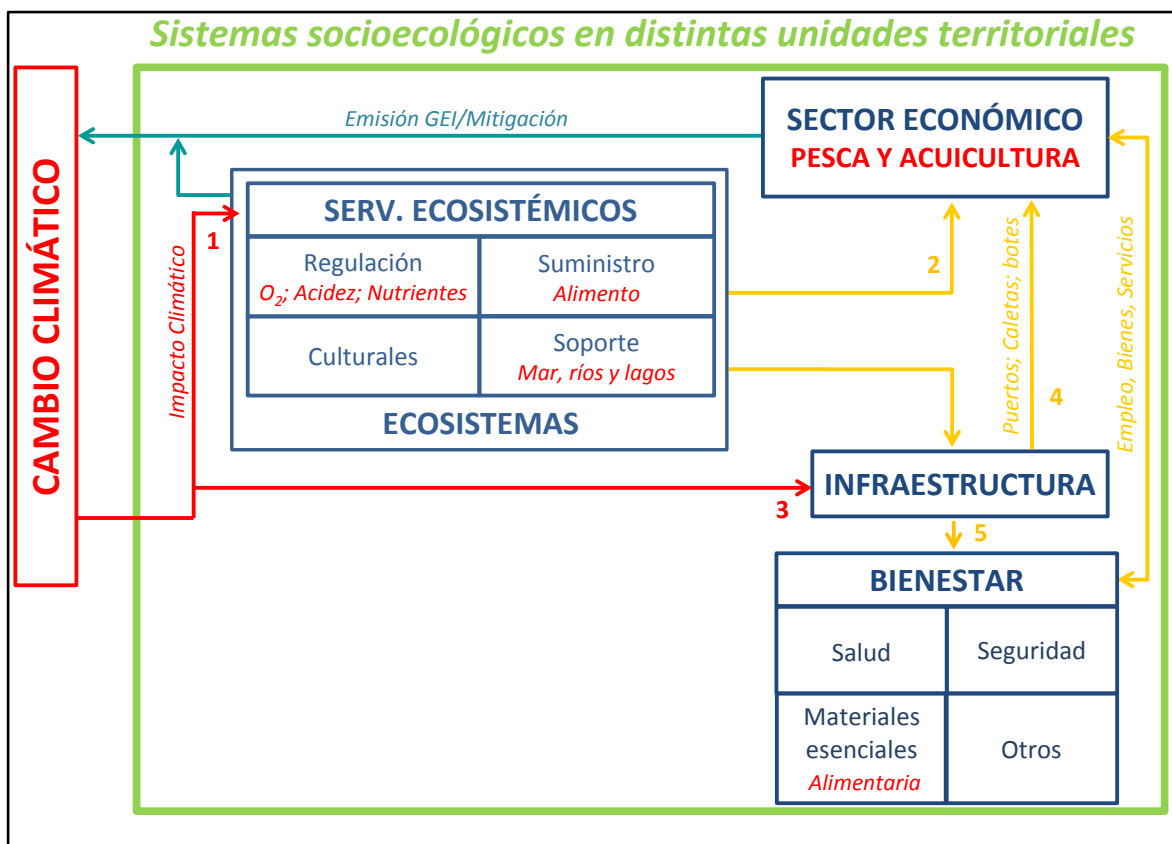 Sistemas socioecológicos en distintas unidades territoriales
CAMBIO CLIMÁTICO
Emisión GEI/Mitigación
SECTOR ECONÓMICO
PESCA Y ACUICULTURA
Impacto Climático
1
SERV. ECOSISTÉMICOS
Regulación
O2; Acidez; Nutrientes
Suministro
Alimento
Culturales
Soporte
Mar, ríos y lagos
ECOSISTEMAS
2
Puertos; Caletas; botes
4
Empleo, Bienes, Servicios
3
INFRAESTRUCTURA
5
BIENESTAR
Salud
Seguridad
Materiales
esenciales
Alimentaria
Otros